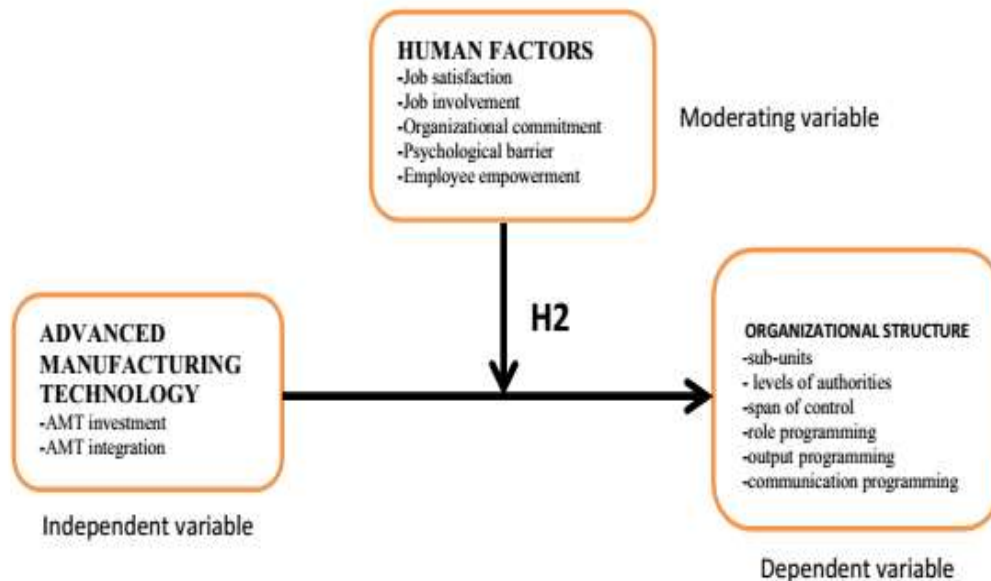 HUMAN FACTORS
-Job satisfaction
-Job involvement
-Organizational commitment
-Psychological barrier
-Employee empowerment
Moderating variable
H2
ADVANCED
MANUFACTURING
TECHNOLOGY
-AMT investment
-AMT integration
Independent variable
ORGANIZATIONAL STRUCTURE
-sub-units
- levels of authorities
-span of control
-role programming
-output programming
-communication programming
Dependent variable